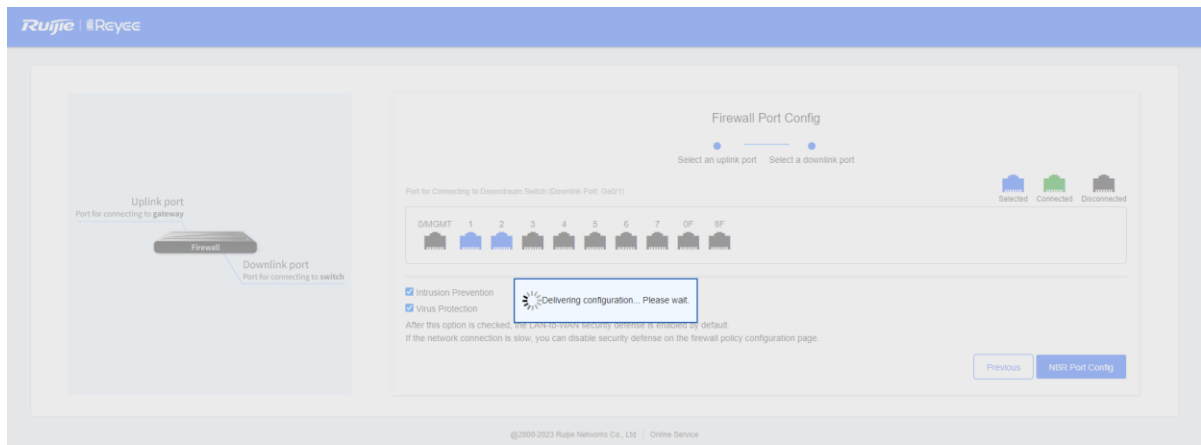 Ruijie | Reyee
Firewall Port Config
Select an uplink port Select a downlink port
Port for Connecting to Downstream Switch (Downlink Port: Ge0/1)
Selected Connected Disconnected
Uplink port
Port for connecting to gateway
Firewall
Downlink port
Port for connecting to switch
0/MGMT 1 2 3 4 5 6 7 0F 8F
Intrusion Prevention
Virus Protection
Delivering configuration... Please wait.
After this option is checked, the LAN-to-WAN security defense is enabled by default.
If the network connection is slow, you can disable security defense on the firewall policy configuration page.
Previous NBR Port Config
@2000-2023 Ruijie Networks Co., Ltd | Online Service